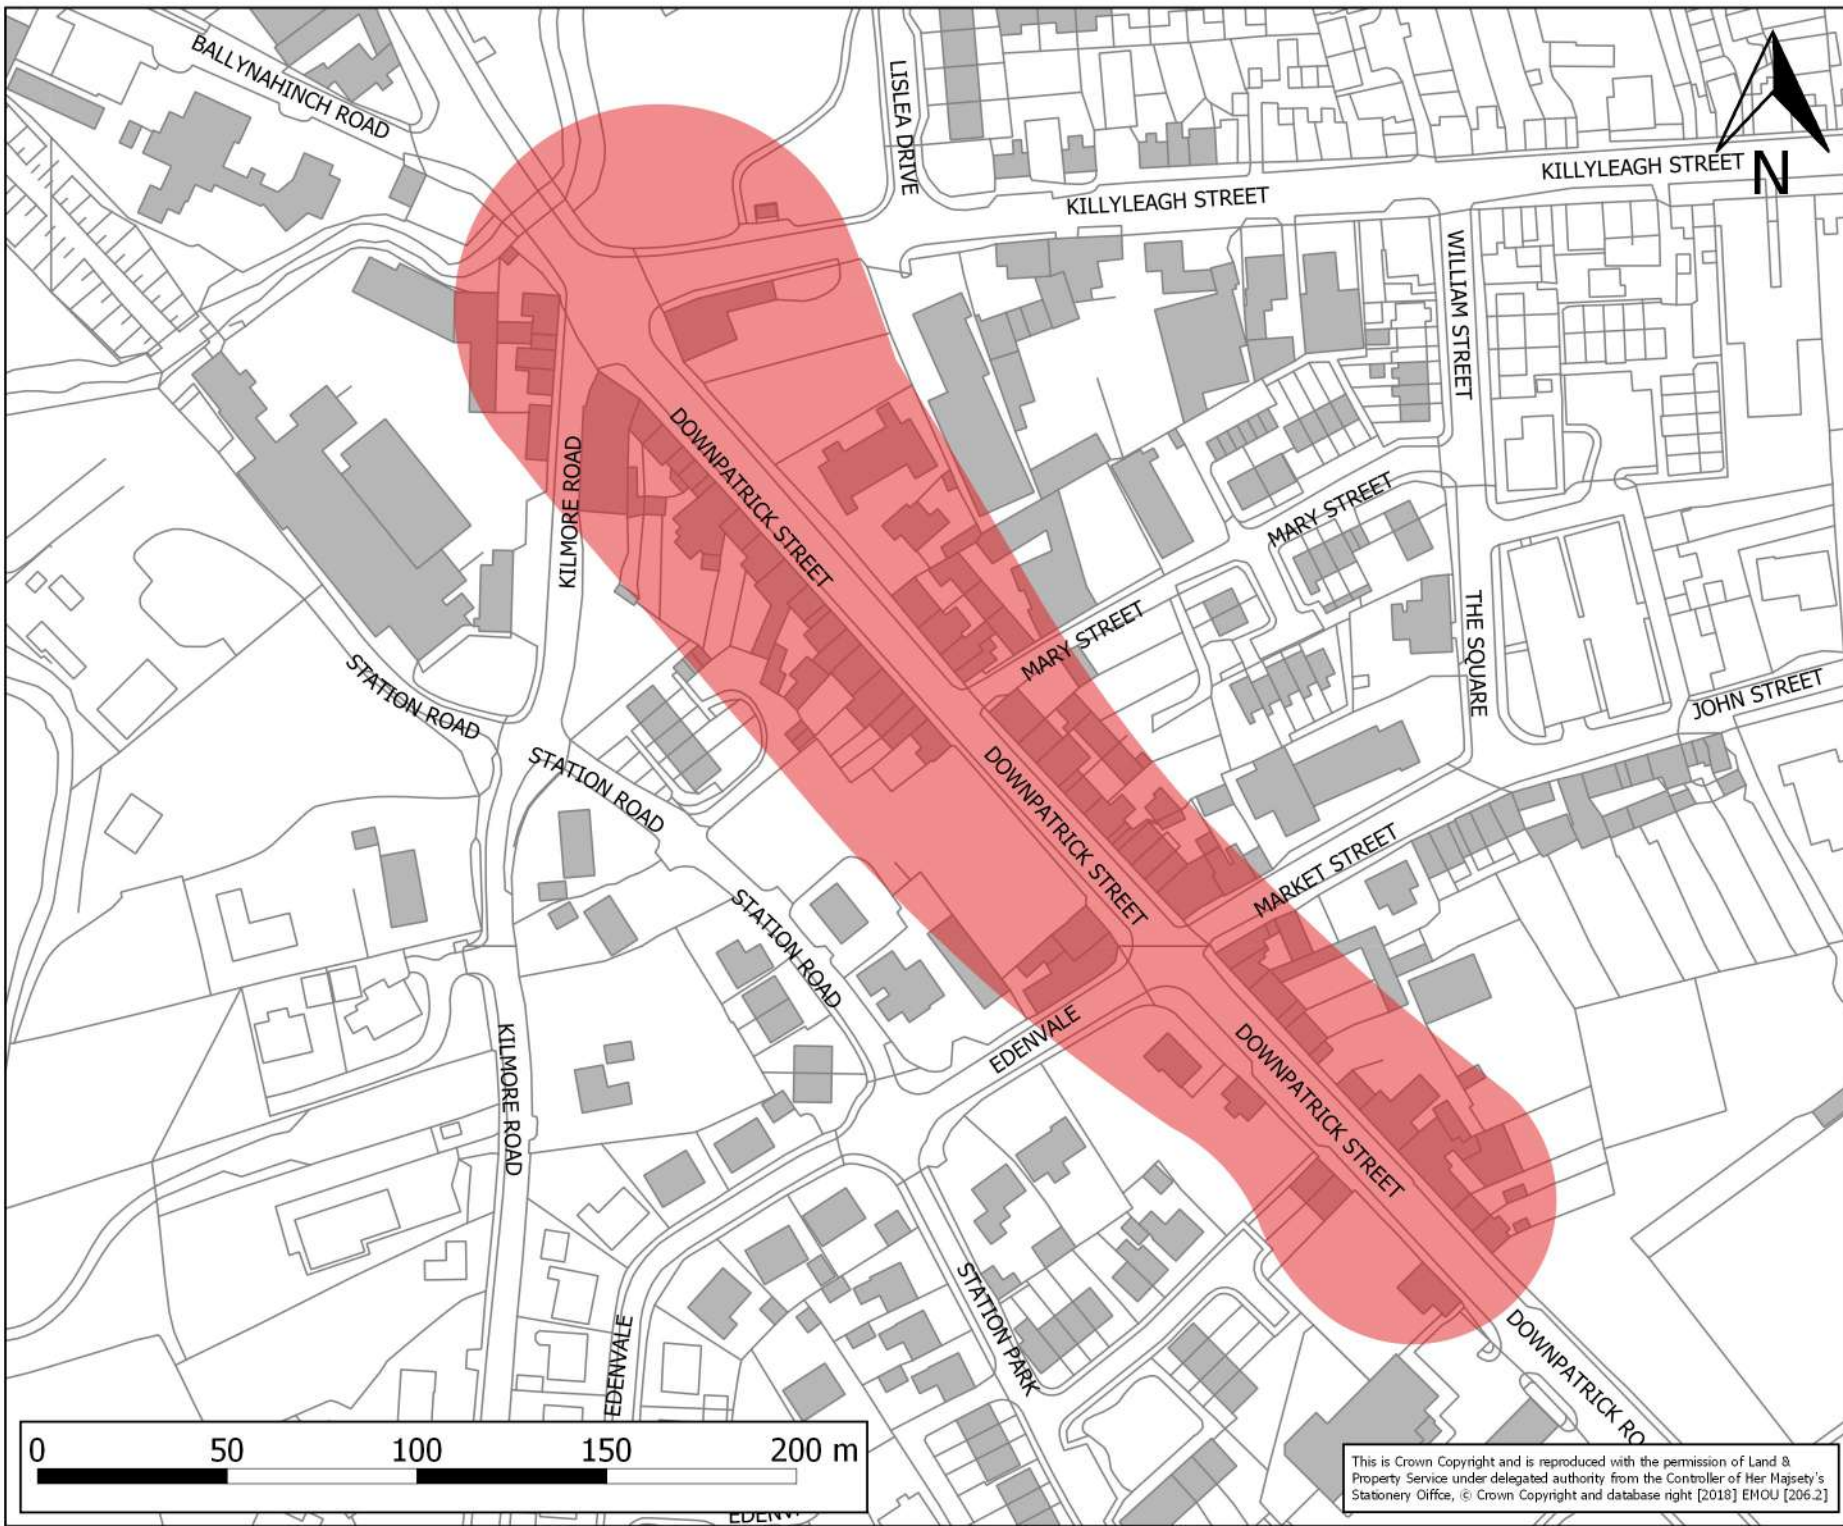 BALLYNAHINCH ROAD
LISLEA DRIVE
KILLYLEAGH STREET
KILLYLEAGH STREET
N
WILLIAM STREET
DOWNPATRICK STREET
KILMORE ROAD
MARY STREET
MARY STREET
THE SQUARE
STATION ROAD
JOHN STREET
STATION ROAD
DOWNPATRICK STREET
MARKET STREET
STATION ROAD
EDENVALE
KILMORE ROAD
DOWNPATRICK STREET
STATION PARK
EDENVALE
DOWNPATRICK RO
0 50 100 150 200 m
This is Crown Copyright and is reproduced with the permission of Land &
Property Service under delegated authority from the Controller of Her Majsety's
Stationery Oiffce, © Crown Copyright and database right [2018] EMOU [206.2]